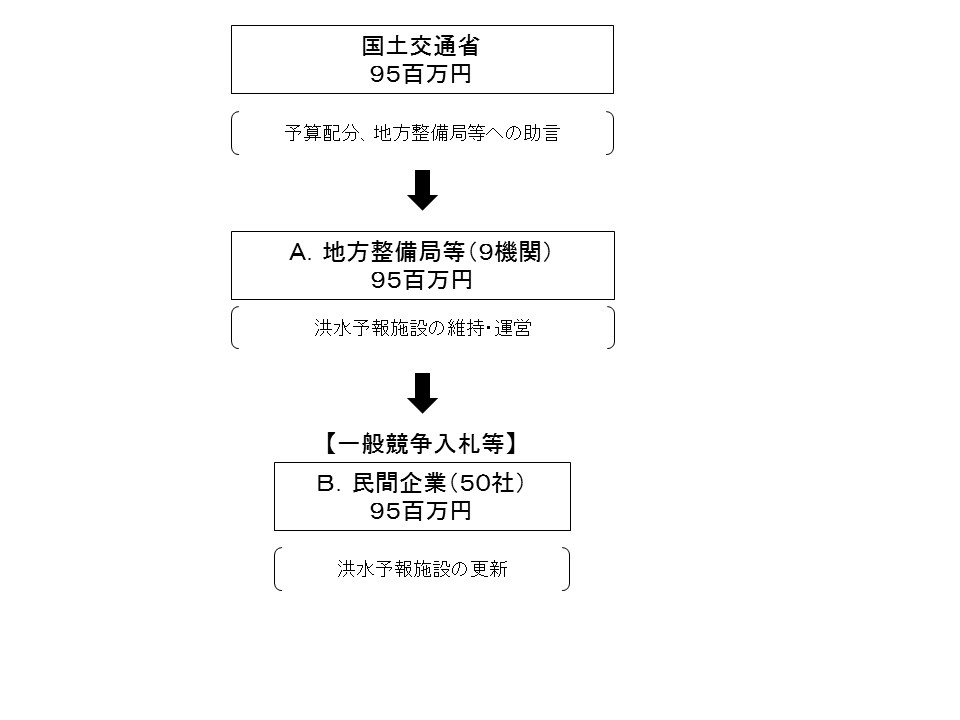 国土交通省
９５百万円
予算配分、地方整備局等への助言
Ａ．地方整備局等（９機関）
９５百万円
洪水予報施設の維持・運営
【一般競争入札等】
Ｂ．民間企業（５０社）
９５百万円
洪水予報施設の更新